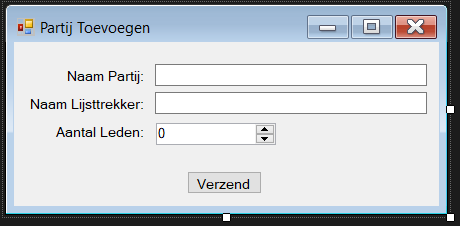 Partij Toevoegen
Naam Partij:
Naam Lijsttrekker:
Aantal Leden: 0
Verzend